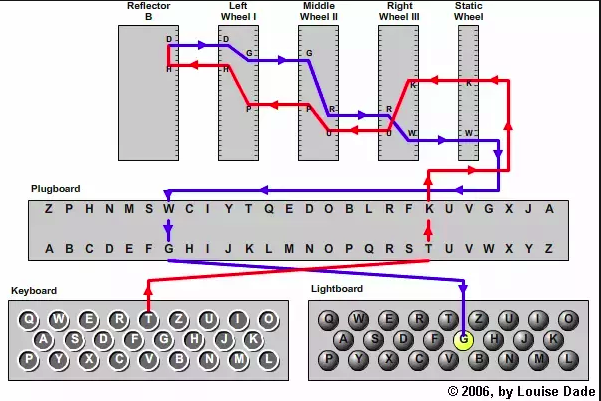 Reflector B
Left Wheel I
Middle Wheel II
Right Wheel III
Static Wheel
D D
G G
H H
K K
P P R R
U U W W
Plugboard
Z P H N M S W C I Y T Q E D O B L R F K U V G X J A
A B C D E F G H I J K L M N O P Q R S T U V W X Y Z
Keyboard
Q W E R T Z U I O
A S D F G H J K
P Y X C V B N M L
Lightboard
Q W E R T Z U I O
A S D F G H J K
P Y X C V B N M L
© 2006, by Louise Dade